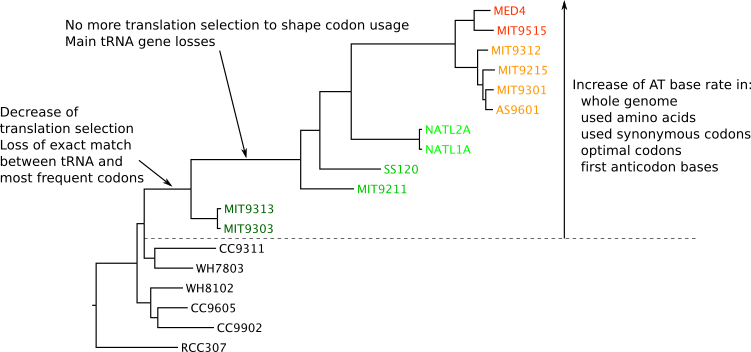 No more translation selection to shape codon usage
Main tRNA gene losses
Decrease of
translation selection
Loss of exact match
between tRNA and
most frequent codons
MED4
MIT9515
MIT9312
MIT9215
MIT9301
AS9601
NATL2A
NATL1A
SS120
MIT9211
MIT9313
MIT9303
CC9311
WH7803
WH8102
CC9605
CC9902
RCC307
Increase of AT base rate in:
whole genome
used amino acids
used synonymous codons
optimal codons
first anticodon bases